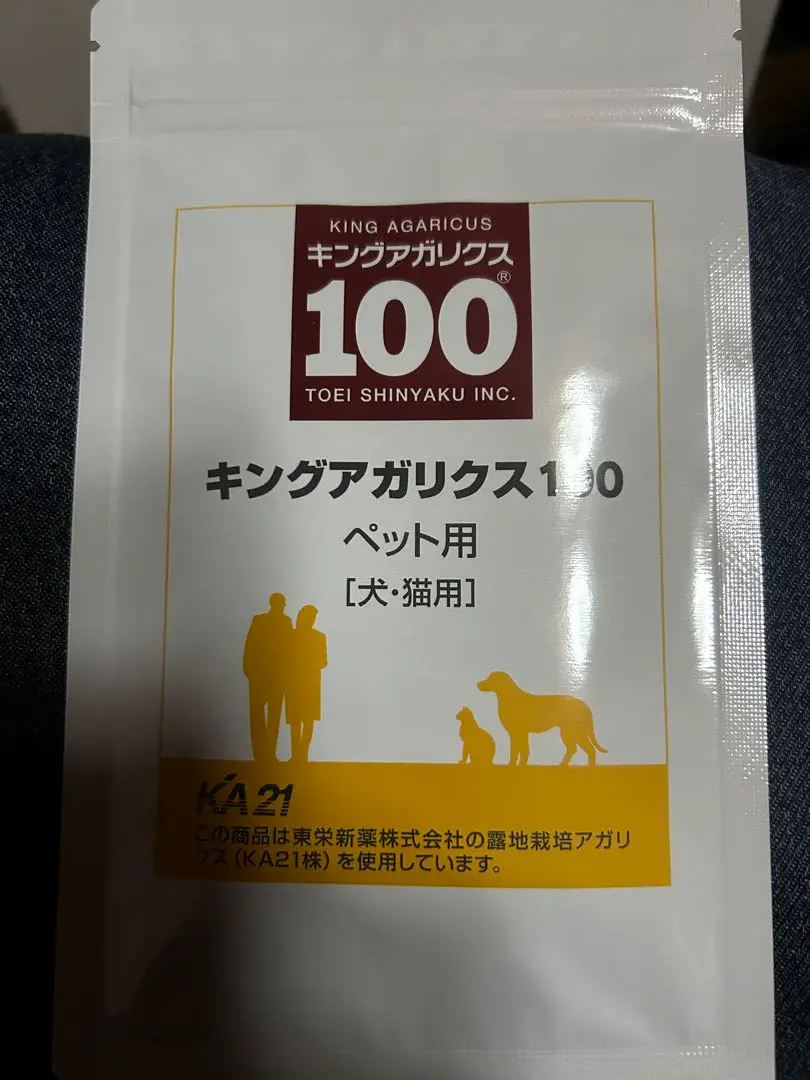 KING AGARICUS
キングアガリクス
100®
TOEI SHINYAKU INC.
キングアガリクス100
ペット用
[犬・猫用]
KA21
この商品は東栄新薬株式会社の露地栽培アガリ
クス(KA21株)を使用しています。